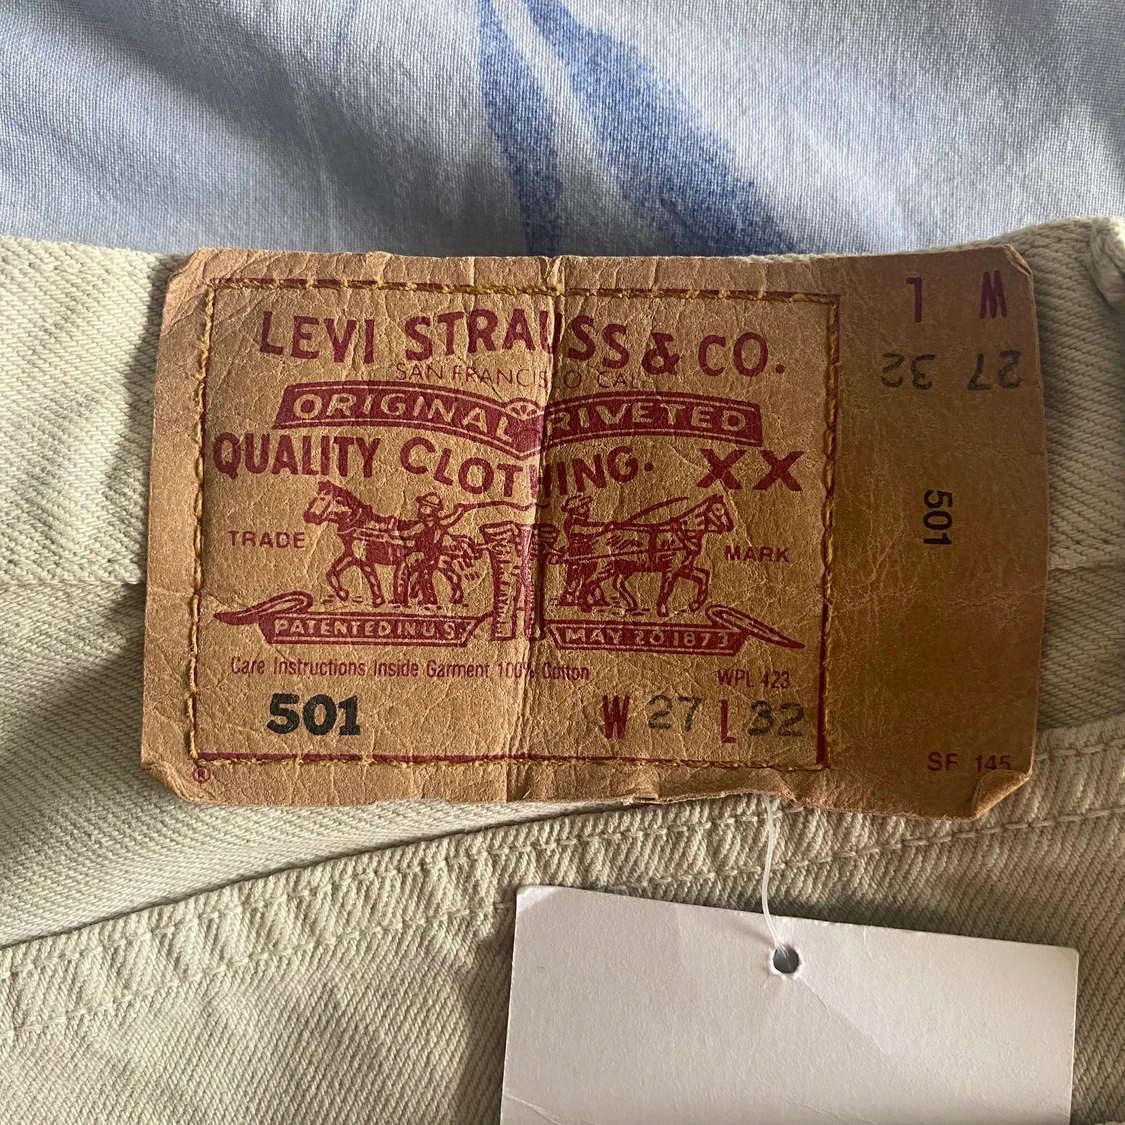 LEVI STRAUSS & CO.
SAN FRANCISCO CAL.
ORIGINAL RIVETED
QUALITY CLOTHING. XX
TRADE MARK
PATENTED IN U.S. MAY 20 1873
Care Instructions Inside Garment 100% Cotton WPL 423
501 W 27 L 32
®
W L
27 32
501
SF 145